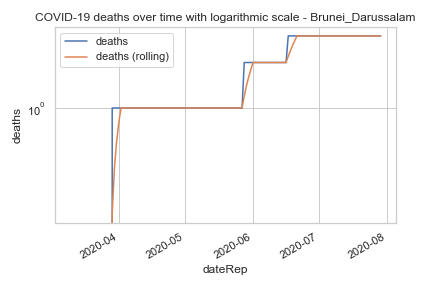 COVID-19 deaths over time with logarithmic scale - Brunei_Darussalam
deaths
deaths (rolling)
10⁰
deaths
2020-04
2020-05
2020-06
2020-07
2020-08
dateRep